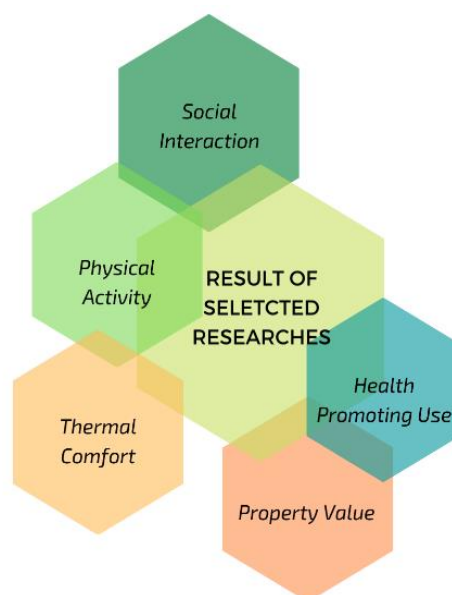 Social
Interaction
Physical
Activity
RESULT OF
SELETCTED
RESEARCHES
Health
Promoting Use
Thermal
Comfort
Property Value